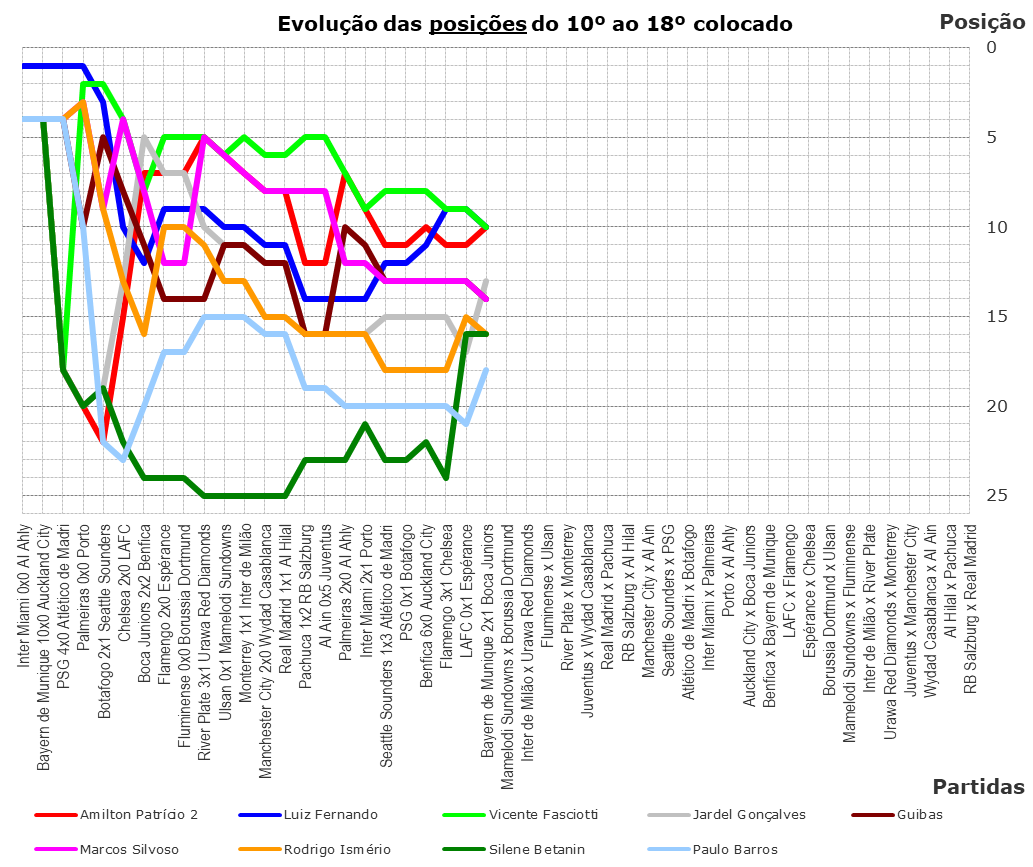 Evolução das posições do 10º ao 18º colocado
Posição
0
5
10
15
20
25
Inter Miami 0x0 Al Ahly
Bayern de Munique 10x0 Auckland City
PSG 4x0 Atlético de Madri
Palmeiras 0x0 Porto
Botafogo 2x1 Seattle Sounders
Chelsea 2x0 LAFC
Boca Juniors 2x2 Benfica
Flamengo 2x0 Espérance
Fluminense 0x0 Borussia Dortmund
River Plate 3x1 Urawa Red Diamonds
Ulsan 0x1 Mamelodi Sundowns
Monterrey 1x1 Inter de Milão
Manchester City 2x0 Wydad Casablanca
Real Madrid 1x1 Al Hilal
Pachuca 1x2 RB Salzburg
Al Ain 0x5 Juventus
Palmeiras 2x0 Al Ahly
Inter Miami 2x1 Porto
Seattle Sounders 1x3 Atlético de Madri
PSG 0x1 Botafogo
Benfica 6x0 Auckland City
Flamengo 3x1 Chelsea
LAFC 0x1 Espérance
Bayern de Munique 2x1 Boca Juniors
Mamelodi Sundowns x Borussia Dortmund
Inter de Milão x Urawa Red Diamonds
Fluminense x Ulsan
River Plate x Monterrey
Juventus x Wydad Casablanca
Real Madrid x Pachuca
RB Salzburg x Al Hilal
Manchester City x Al Ain
Seattle Sounders x PSG
Atlético de Madri x Botafogo
Inter Miami x Palmeiras
Porto x Al Ahly
Auckland City x Boca Juniors
Benfica x Bayern de Munique
LAFC x Flamengo
Espérance x Chelsea
Borussia Dortmund x Ulsan
Mamelodi Sundowns x Fluminense
Inter de Milão x River Plate
Urawa Red Diamonds x Monterrey
Juventus x Manchester City
Wydad Casablanca x Al Ain
Al Hilal x Pachuca
RB Salzburg x Real Madrid
Partidas
Amilton Patrício 2
Luiz Fernando
Vicente Fasciotti
Jardel Gonçalves
Guibas
Marcos Silvoso
Rodrigo Ismério
Silene Betanin
Paulo Barros